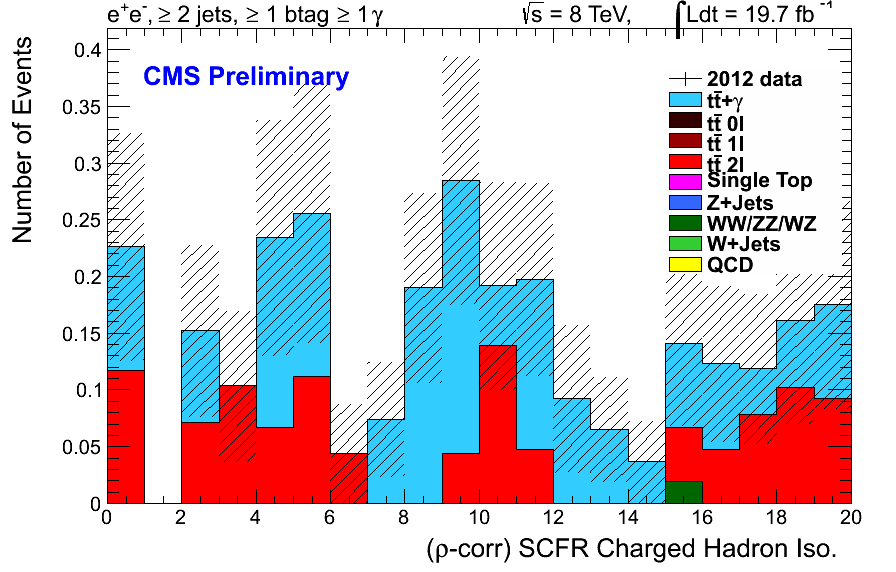 e⁺e⁻, ≥ 2 jets, ≥ 1 btag ≥ 1 γ √s = 8 TeV, ∫Ldt = 19.7 fb⁻¹
CMS Preliminary
Number of Events
0.4
0.35
0.3
0.25
0.2
0.15
0.1
0.05
0
2012 data
tt̄+γ
tt̄ 0l
tt̄ 1l
tt̄ 2l
Single Top
Z+Jets
WW/ZZ/WZ
W+Jets
QCD
0 2 4 6 8 10 12 14 16 18 20
(ρ-corr) SCFR Charged Hadron Iso.